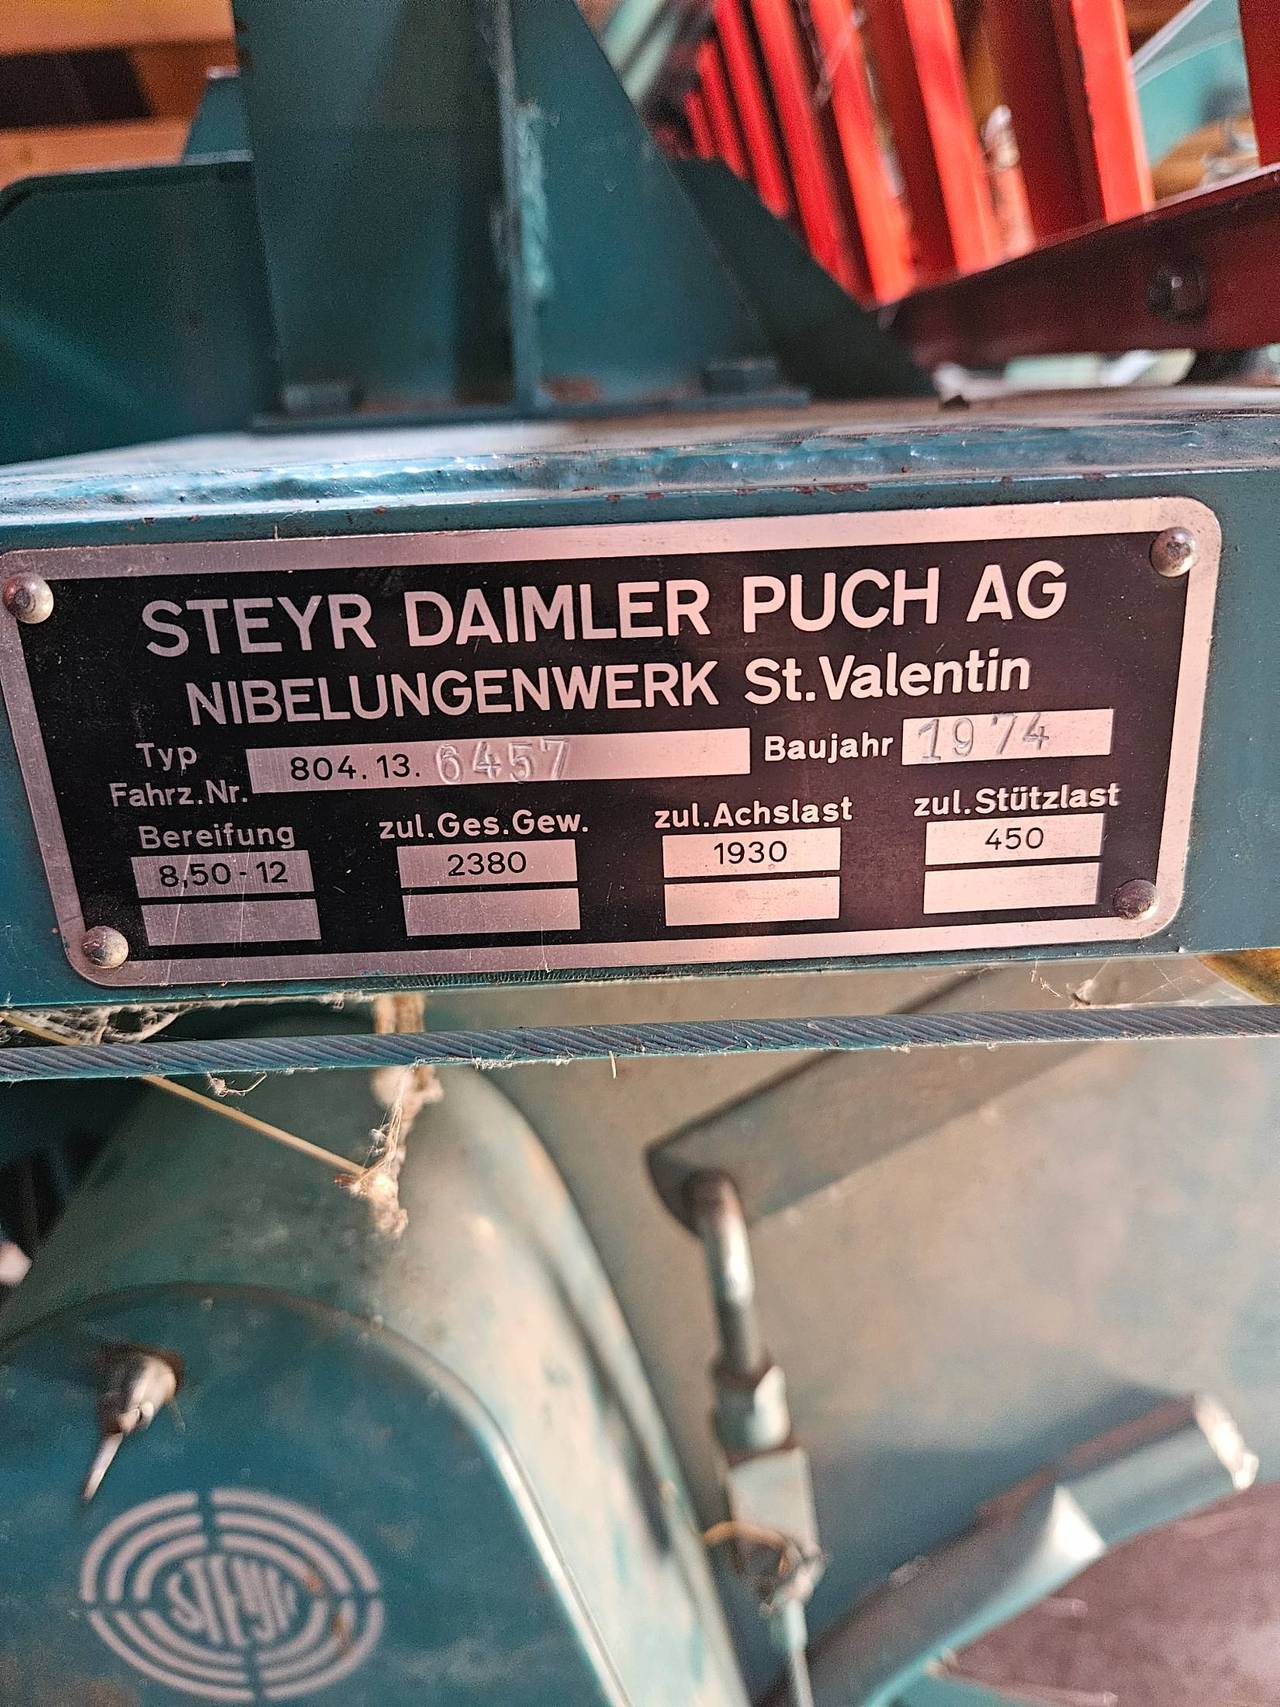 STEYR DAIMLER PUCH AG
NIBELUNGENWERK St.Valentin
Typ
Fahrz.Nr. 804.13. 6457 Baujahr 1974
Bereifung zul.Ges.Gew. zul.Achslast zul.Stützlast
8,50-12 2380 1930 450
STEYR